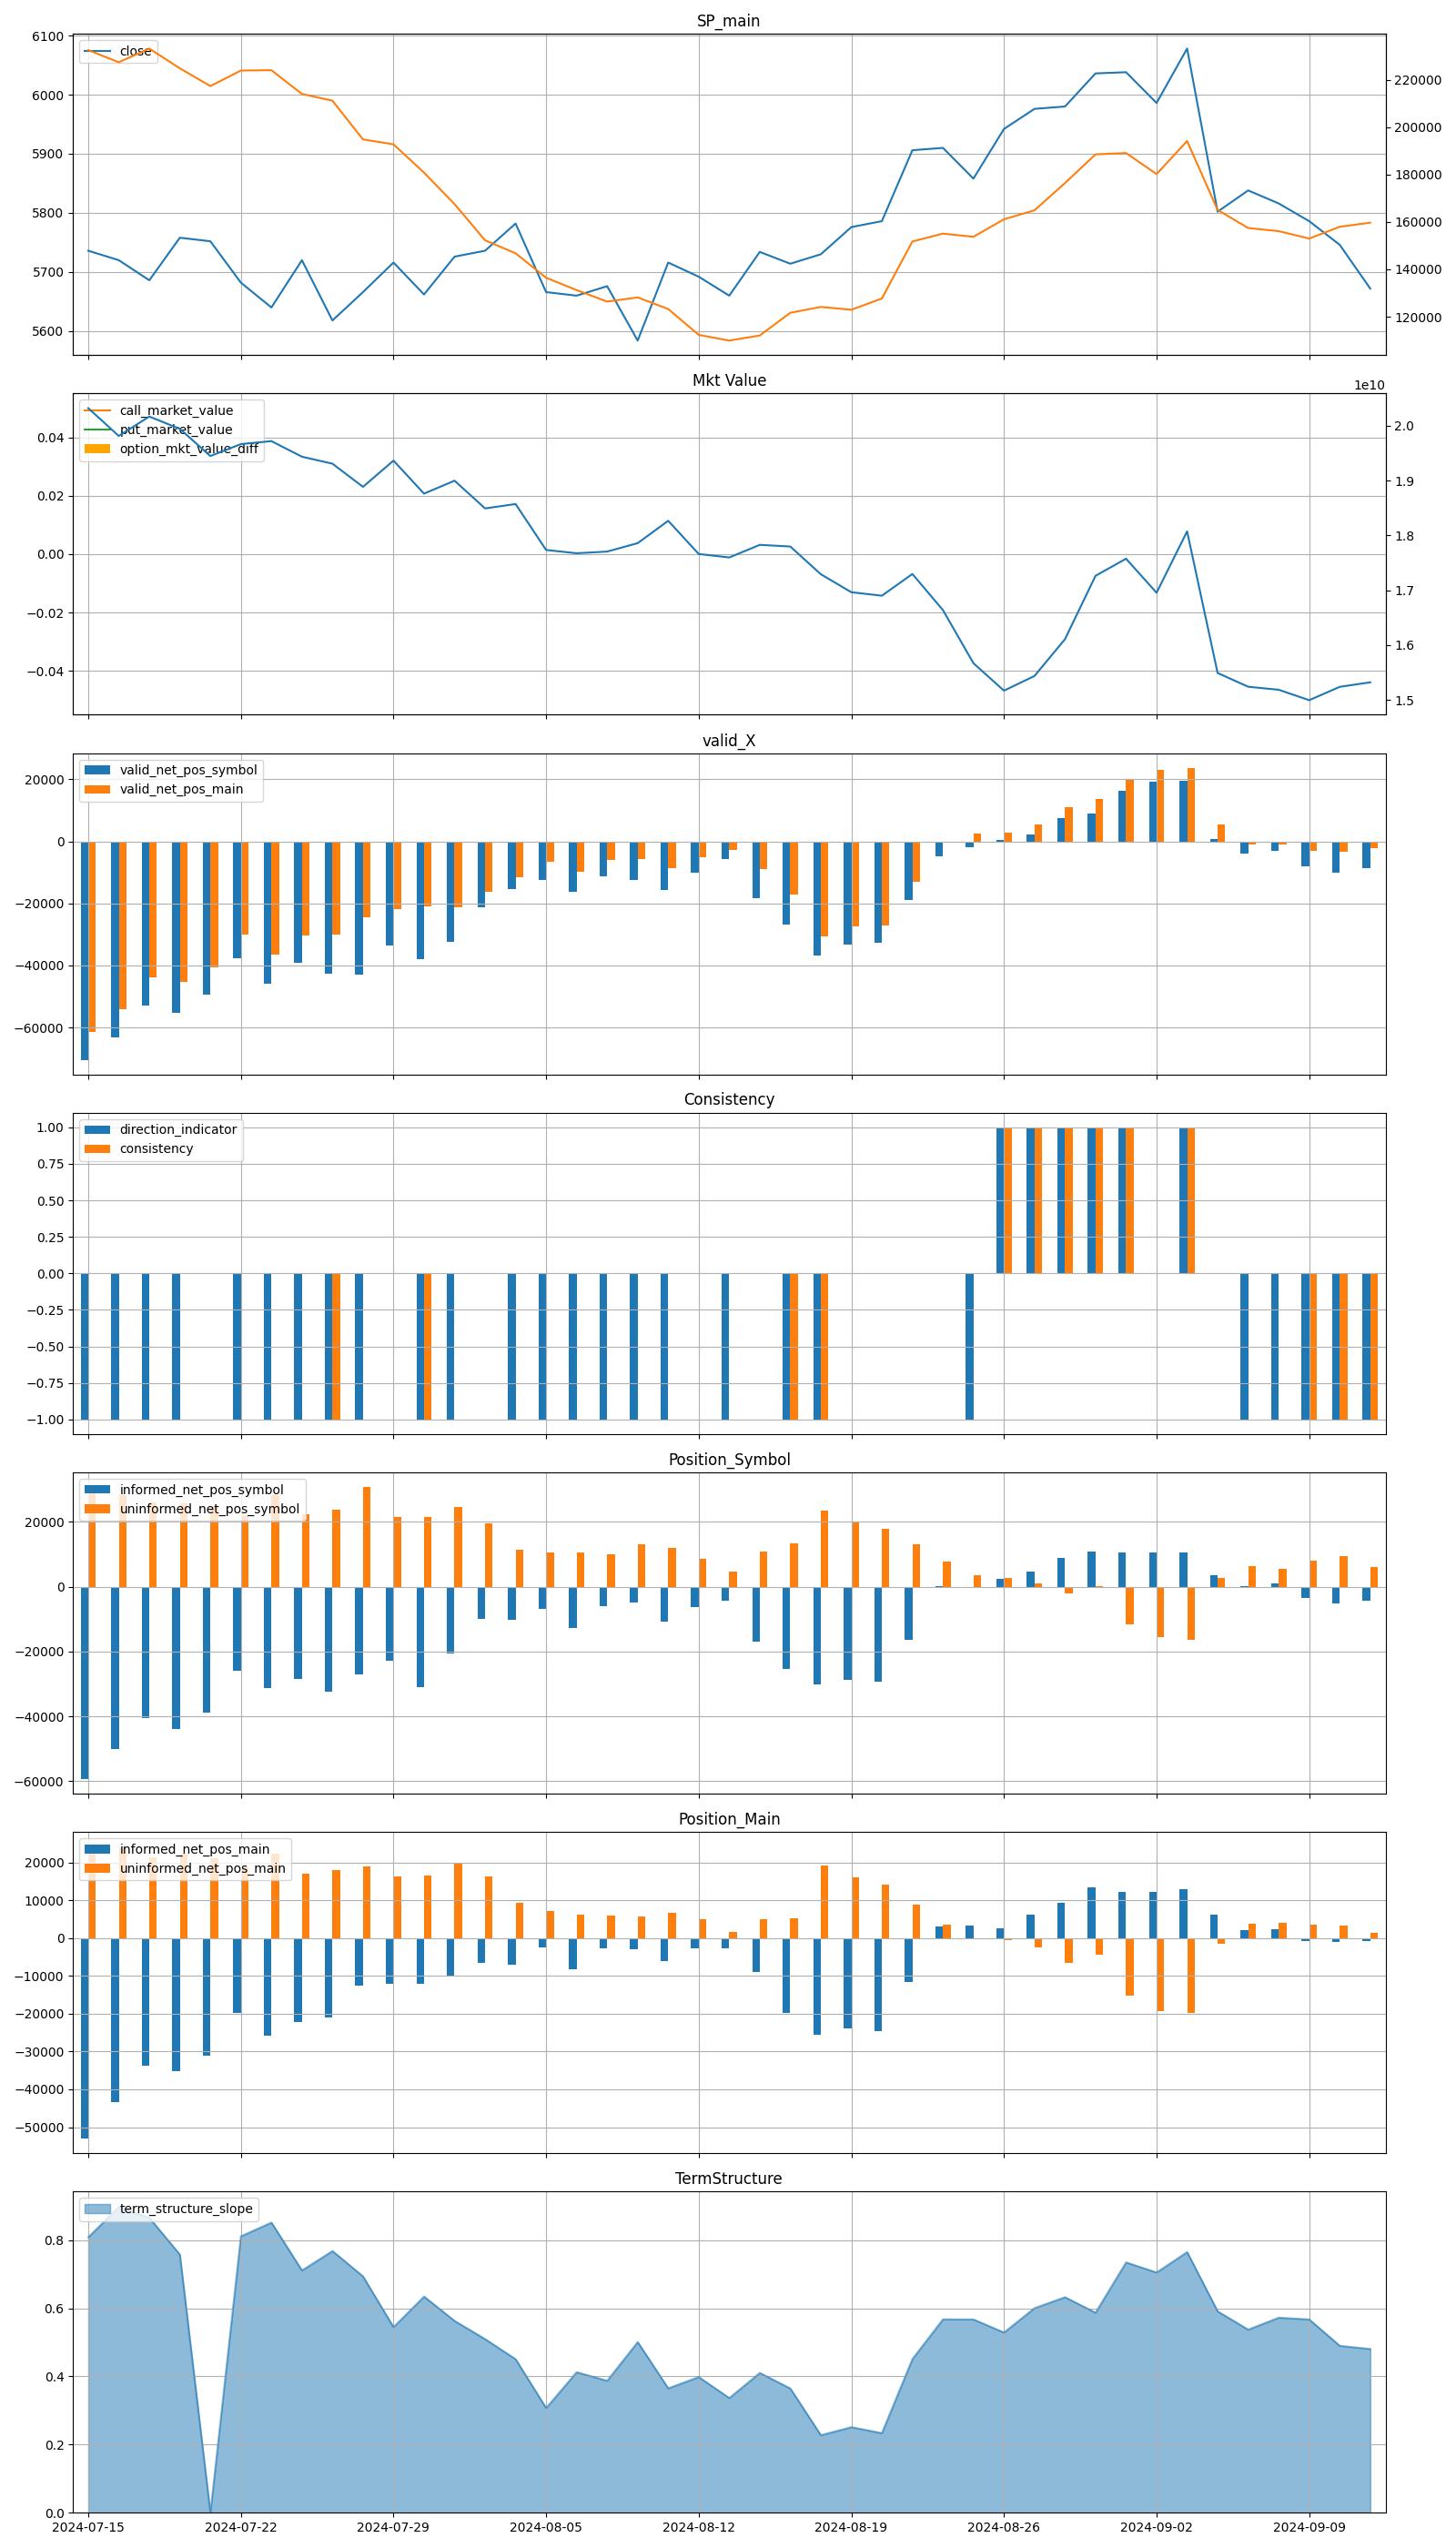 SP_main
6100
6000
5900
5800
5700
5600
close
220000
200000
180000
160000
140000
120000
Mkt Value
1e10
0.04
0.02
0.00
−0.02
−0.04
call_market_value
put_market_value
option_mkt_value_diff
2.0
1.9
1.8
1.7
1.6
1.5
valid_X
20000
0
−20000
−40000
−60000
valid_net_pos_symbol
valid_net_pos_main
Consistency
1.00
0.75
0.50
0.25
0.00
−0.25
−0.50
−0.75
−1.00
direction_indicator
consistency
Position_Symbol
20000
0
−20000
−40000
−60000
informed_net_pos_symbol
uninformed_net_pos_symbol
Position_Main
20000
10000
0
−10000
−20000
−30000
−40000
−50000
informed_net_pos_main
uninformed_net_pos_main
TermStructure
0.8
0.6
0.4
0.2
0.0
term_structure_slope
2024-07-15 2024-07-22 2024-07-29 2024-08-05 2024-08-12 2024-08-19 2024-08-26 2024-09-02 2024-09-09